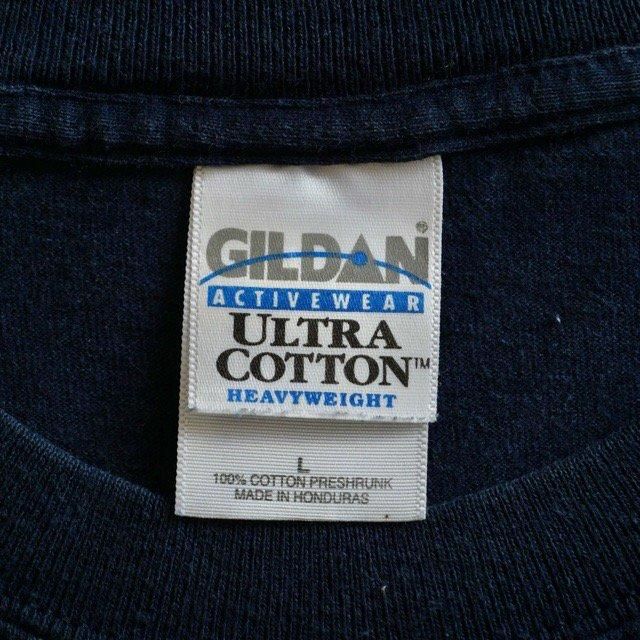 GILDAN®
ACTIVEWEAR
ULTRA
COTTON™
HEAVYWEIGHT
L
100% COTTON PRESHRUNK
MADE IN HONDURAS